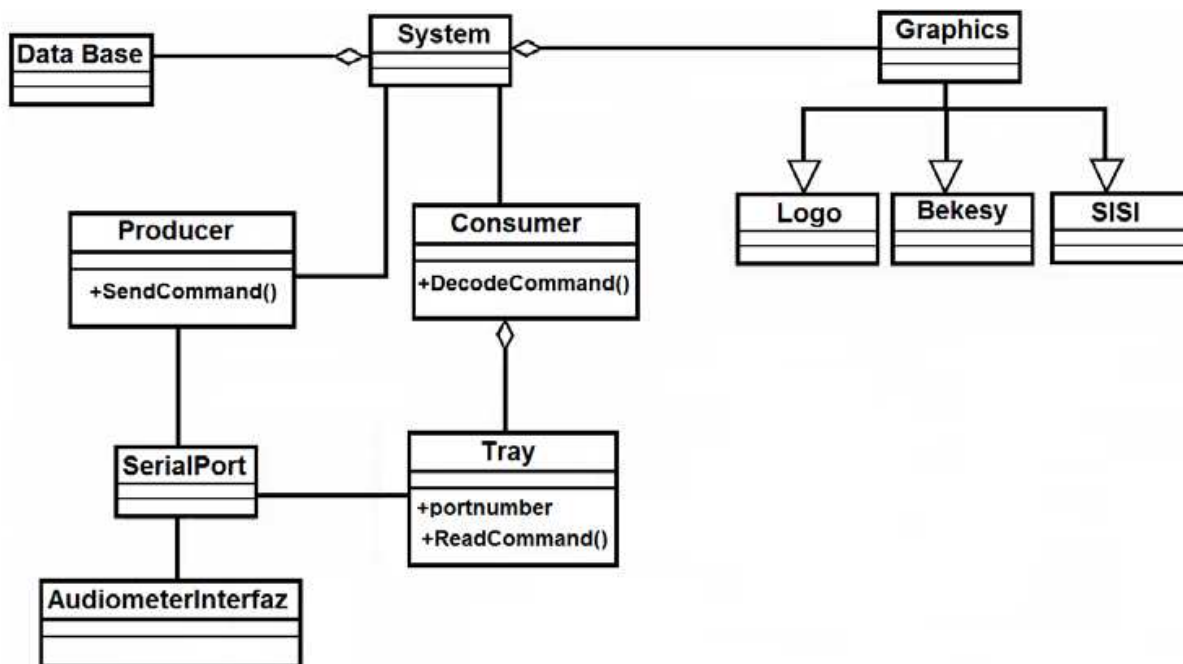 Data Base
System
Graphics
Logo
Bekesy
SISI
Producer
+SendCommand()
Consumer
+DecodeCommand()
SerialPort
Tray
+portnumber
+ReadCommand()
AudiometerInterfaz